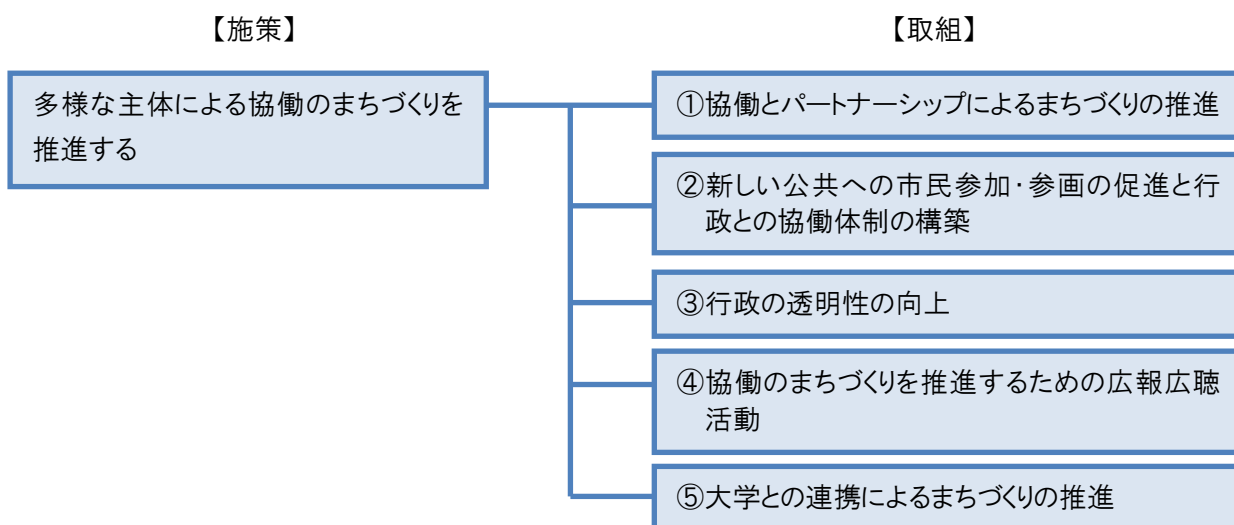 【施策】
【取組】
多様な主体による協働のまちづくりを
推進する
①協働とパートナーシップによるまちづくりの推進
②新しい公共への市民参加・参画の促進と行
政との協働体制の構築
③行政の透明性の向上
④協働のまちづくりを推進するための広報広聴
活動
⑤大学との連携によるまちづくりの推進